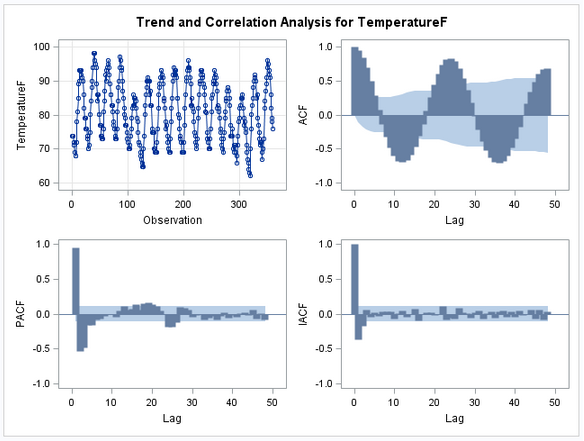 Trend and Correlation Analysis for TemperatureF
TemperatureF
100
90
80
70
60
0 100 200 300
Observation
ACF
1.0
0.5
0.0
-0.5
-1.0
0 10 20 30 40 50
Lag
PACF
1.0
0.5
0.0
-0.5
-1.0
0 10 20 30 40 50
Lag
IACF
1.0
0.5
0.0
-0.5
-1.0
0 10 20 30 40 50
Lag